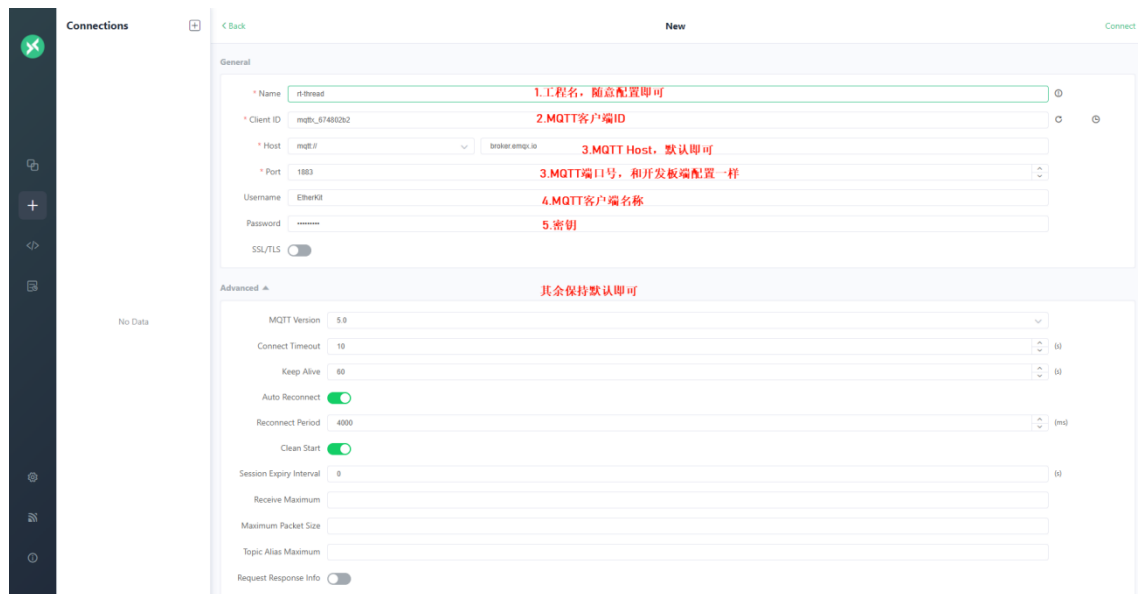 Connections
< Back
New
Connect
General
* Name rt-thread 1.工程名，随意配置即可
* Client ID mqttx_674802b2 2.MQTT客户端ID
* Host mqtt:// broker.emqx.io 3.MQTT Host，默认即可
* Port 1883 3.MQTT端口号，和开发板端配置一样
Username EtherKit 4.MQTT客户端名称
Password ········· 5.密钥
SSL/TLS
Advanced 其余保持默认即可
No Data
MQTT Version 5.0
Connect Timeout 10 (s)
Keep Alive 60 (s)
Auto Reconnect
Reconnect Period 4000 (ms)
Clean Start
Session Expiry Interval 0 (s)
Receive Maximum
Maximum Packet Size
Topic Alias Maximum
Request Response Info